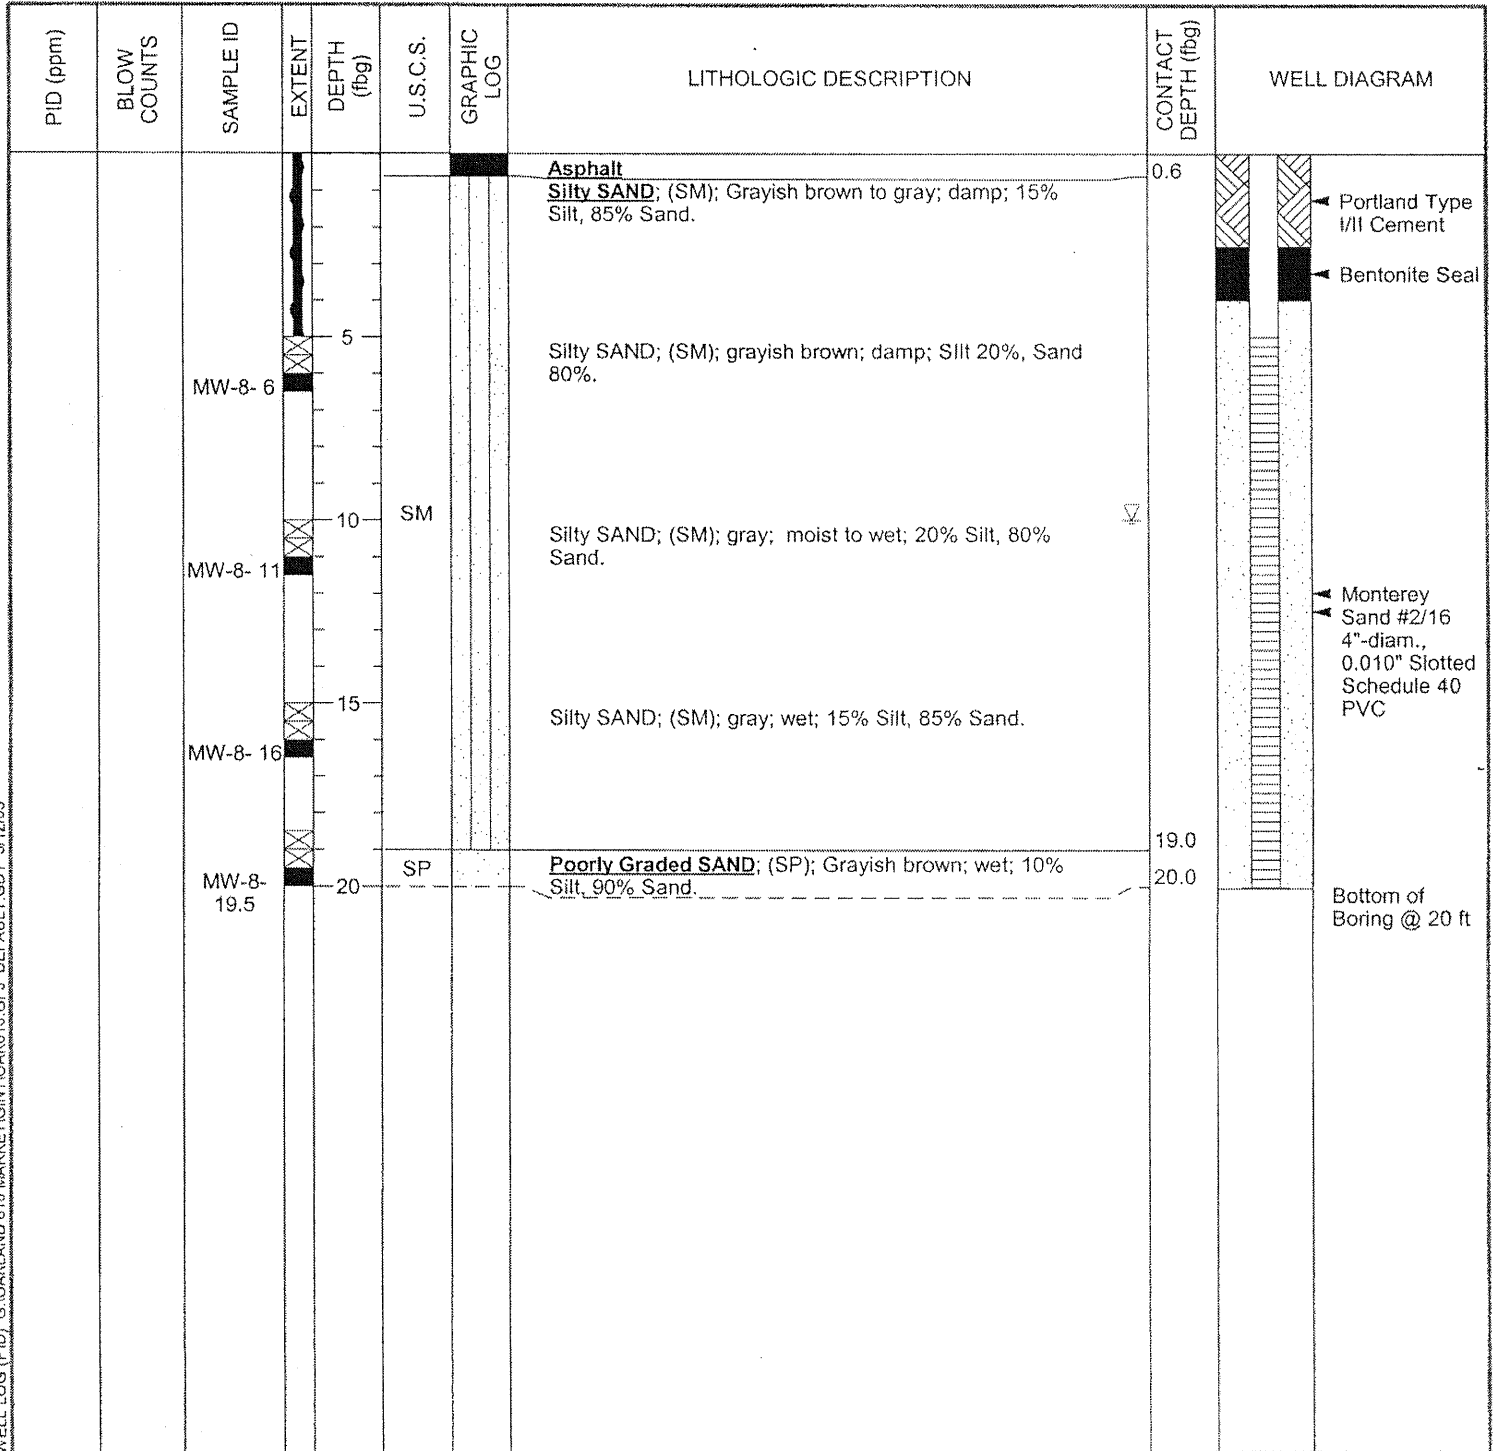 PID (ppm)
BLOW
COUNTS
SAMPLE ID
EXTENT
DEPTH
(fbg)
U.S.C.S.
GRAPHIC
LOG
LITHOLOGIC DESCRIPTION
CONTACT
DEPTH (fbg)
WELL DIAGRAM
Asphalt
0.6
Silty SAND; (SM); Grayish brown to gray; damp; 15%
Silt, 85% Sand.
Portland Type
I/II Cement
Bentonite Seal
5
Silty SAND; (SM); grayish brown; damp; SIlt 20%, Sand
80%.
MW-8- 6
10
SM
Silty SAND; (SM); gray; moist to wet; 20% Silt, 80%
Sand.
MW-8- 11
Monterey
Sand #2/16
4"-diam.,
0.010" Slotted
Schedule 40
PVC
15
Silty SAND; (SM); gray; wet; 15% Silt, 85% Sand.
MW-8- 16
19.0
SP
Poorly Graded SAND; (SP); Grayish brown; wet; 10%
Silt, 90% Sand.
MW-8-
19.5
20
20.0
Bottom of
Boring @ 20 ft
WELL LOG (PID)